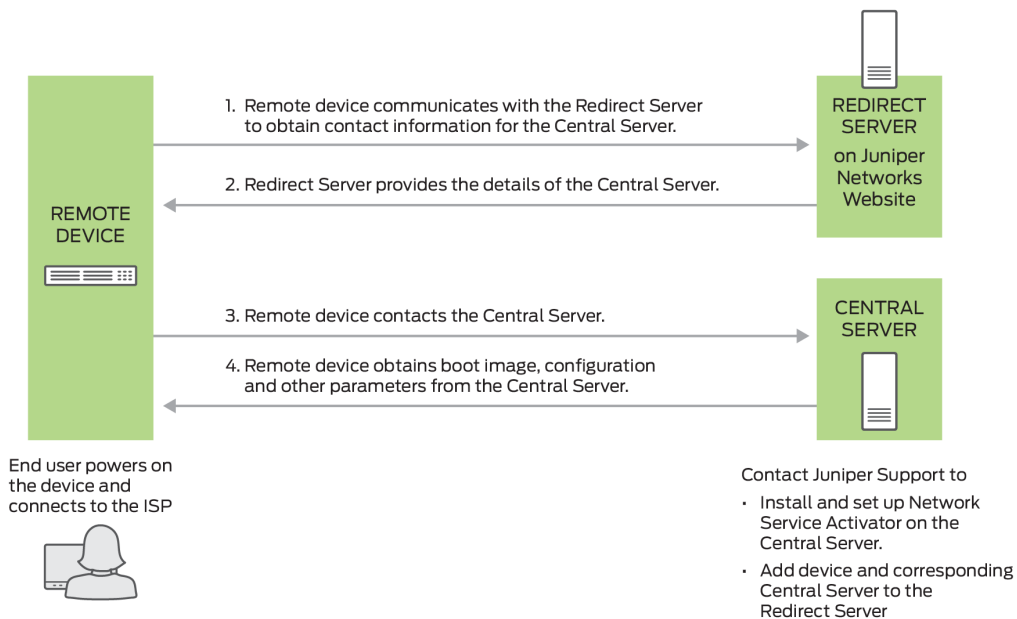 1. Remote device communicates with the Redirect Server
to obtain contact information for the Central Server.
REDIRECT
SERVER
on Juniper
Networks
Website
2. Redirect Server provides the details of the Central Server.
REMOTE
DEVICE
3. Remote device contacts the Central Server.
CENTRAL
SERVER
4. Remote device obtains boot image, configuration
and other parameters from the Central Server.
End user powers on
the device and
connects to the ISP
Contact Juniper Support to
· Install and set up Network
Service Activator on the
Central Server.
· Add device and corresponding
Central Server to the
Redirect Server